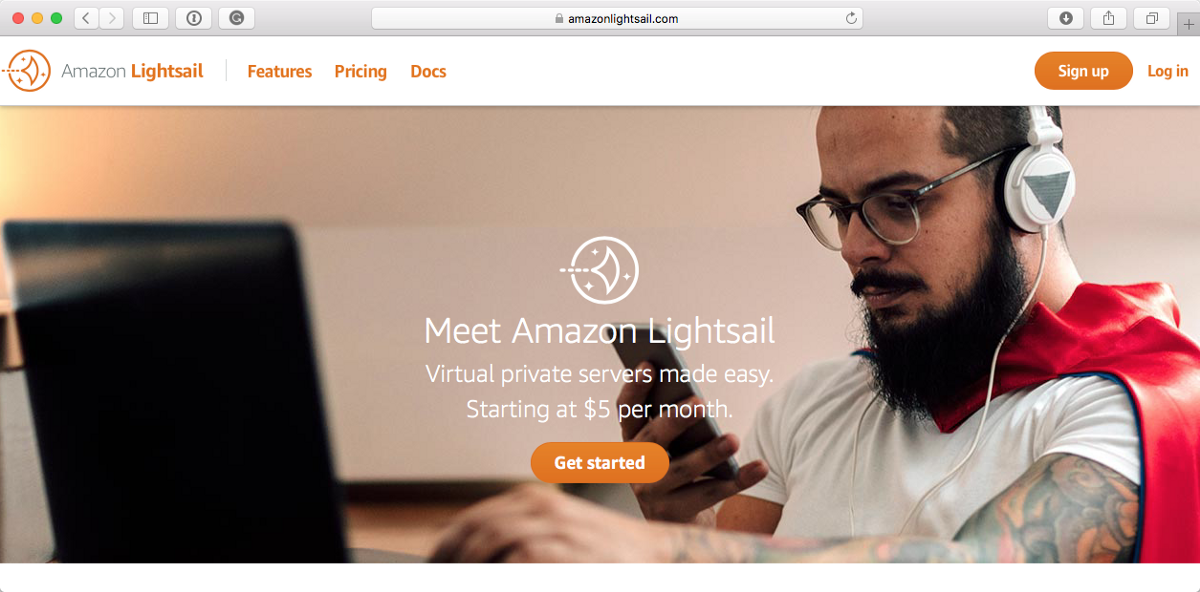 amazonlightsail.com
Amazon Lightsail
Features
Pricing
Docs
Sign up
Log in
Meet Amazon Lightsail
Virtual private servers made easy.
Starting at $5 per month.
Get started